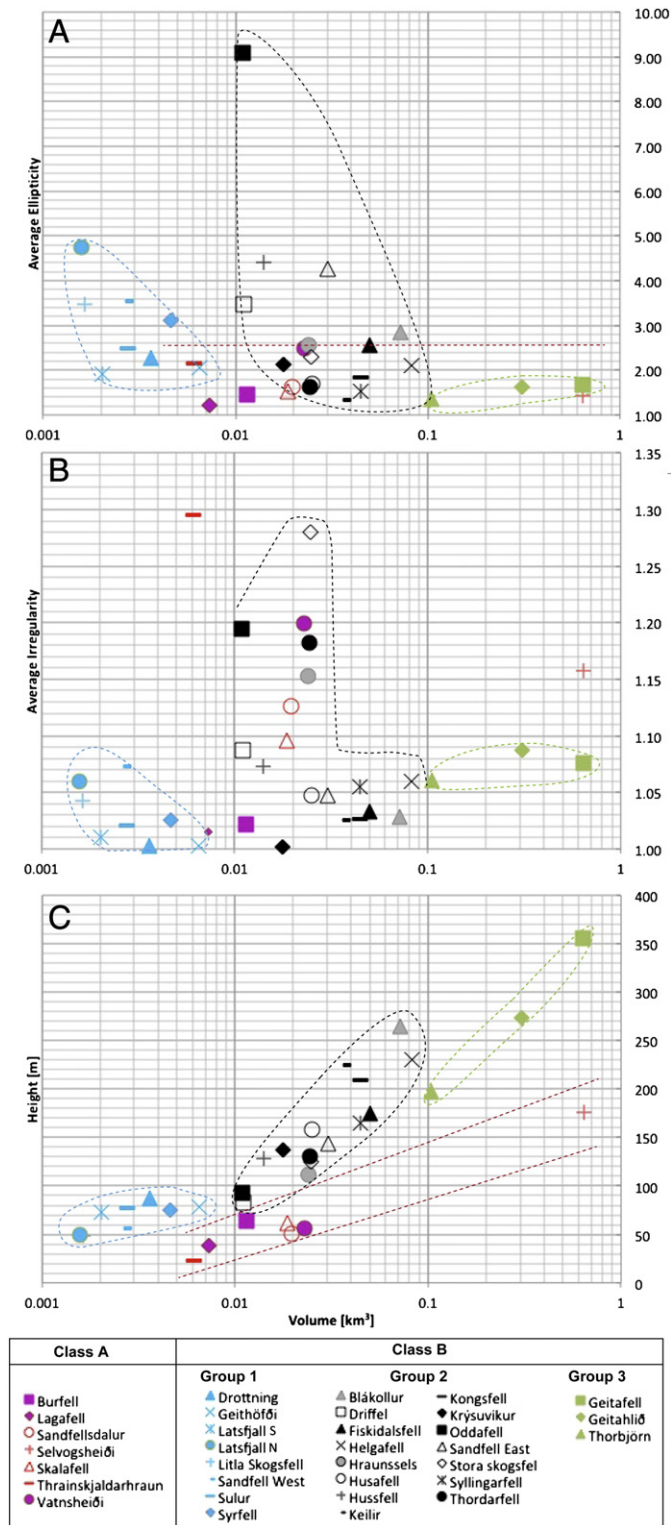 A
10.00
9.00
8.00
7.00
6.00
5.00
4.00
3.00
2.00
1.00
Average Ellipticity
0.001
0.01
0.1
1
B
1.35
1.30
1.25
1.20
1.15
1.10
1.05
1.00
Average Irregularity
0.001
0.01
0.1
1
C
400
350
300
250
200
150
100
50
0
Height [m]
0.001
0.01
0.1
1
Volume [km³]
Class A
Class B
Group 1
Group 2
Group 3
Burfell
Lagafell
Sandfellsdalur
Selvogsheiði
Skalafell
Thrainskjaldarhraun
Vatnsheiði
Drottning
Geithöfði
Latsfjall S
Latsfjall N
Litla Skogsfell
Sandfell West
Sulur
Syrfell
Blákollur
Driffel
Fiskidalsfell
Helgafell
Hraunssels
Husafell
Hussfell
Keilir
Kongsfell
Krýsuvikur
Oddafell
Sandfell East
Stora skogsfel
Syllingarfell
Thordarfell
Geitafell
Geitahlið
Thorbjörn